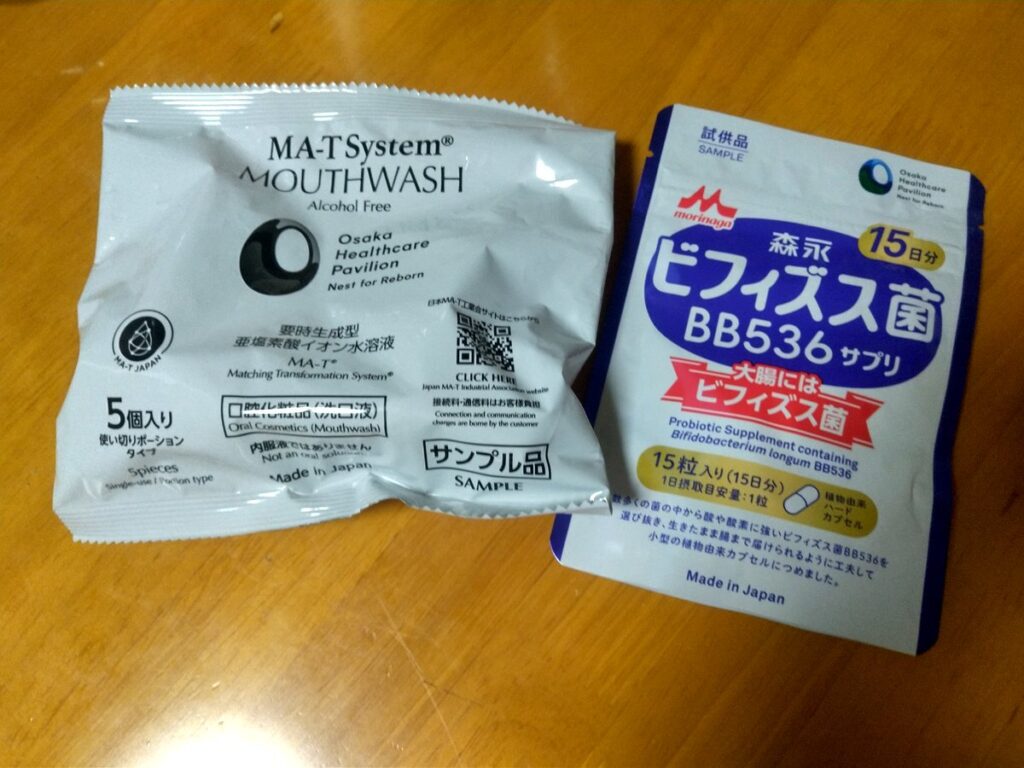 MA-T System®
MOUTHWASH
Alcohol Free
Osaka
Healthcare
Pavilion
Nest for Reborn
MA-T JAPAN
要時生成型
亜塩素酸イオン水溶液
MA-T®
Matching Transformation System®
日本MA-T工業会サイトはこちらから
CLICK HERE
Japan MA-T Industrial Association website
接続料・通信料はお客様負担
Connection and communication
charges are borne by the customer
5個入り
使い切りポーション
タイプ
5pieces
Single-use / Portion type
口腔化粧品(洗口液)
Oral Cosmetics (Mouthwash)
内服液ではありません
Not an oral solution
Made in Japan
サンプル品
SAMPLE
試供品
SAMPLE
Osaka
Healthcare
Pavilion
Nest for Reborn
morinaga
15日分
森永
ビフィズス菌
BB536サプリ
大腸には
ビフィズス菌
Probiotic Supplement containing
Bifidobacterium longum BB536
15粒入り(15日分)
1日摂取目安量:1粒
植物由来
ハード
カプセル
数多くの菌の中から酸や酸素に強いビフィズス菌BB536を
選び抜き、生きたまま腸まで届けられるように工夫して
小型の植物由来カプセルにつめました。
Made in Japan